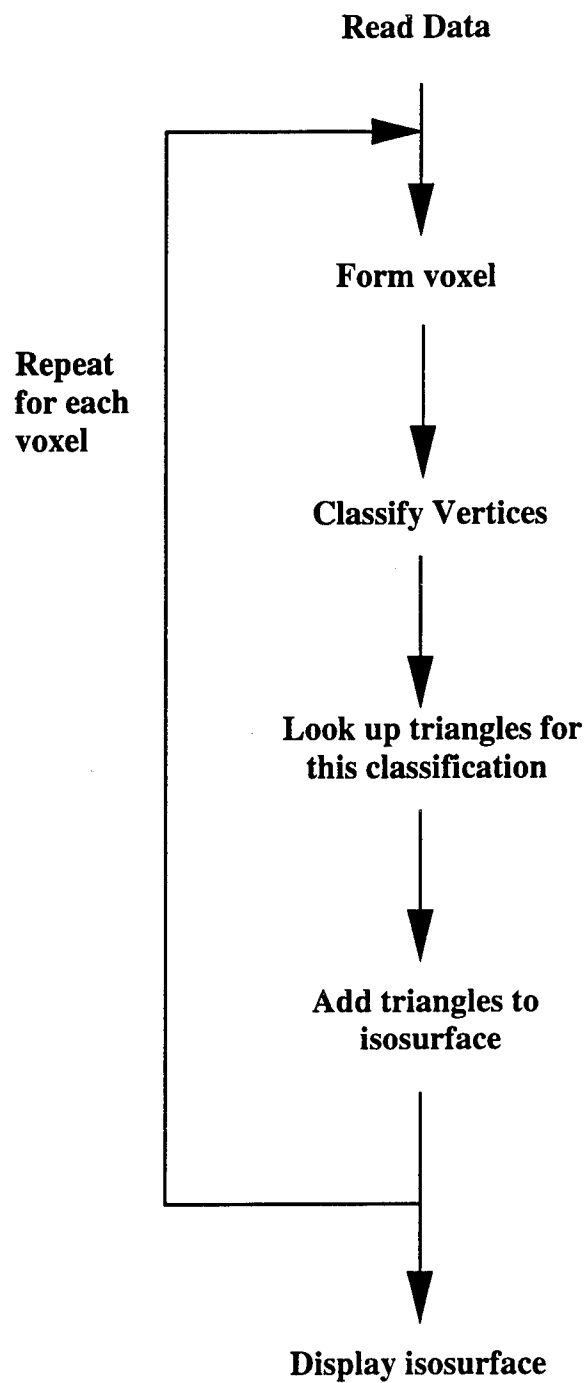 Read Data
Form voxel
Repeat
for each
voxel
Classify Vertices
Look up triangles for
this classification
Add triangles to
isosurface
Display isosurface